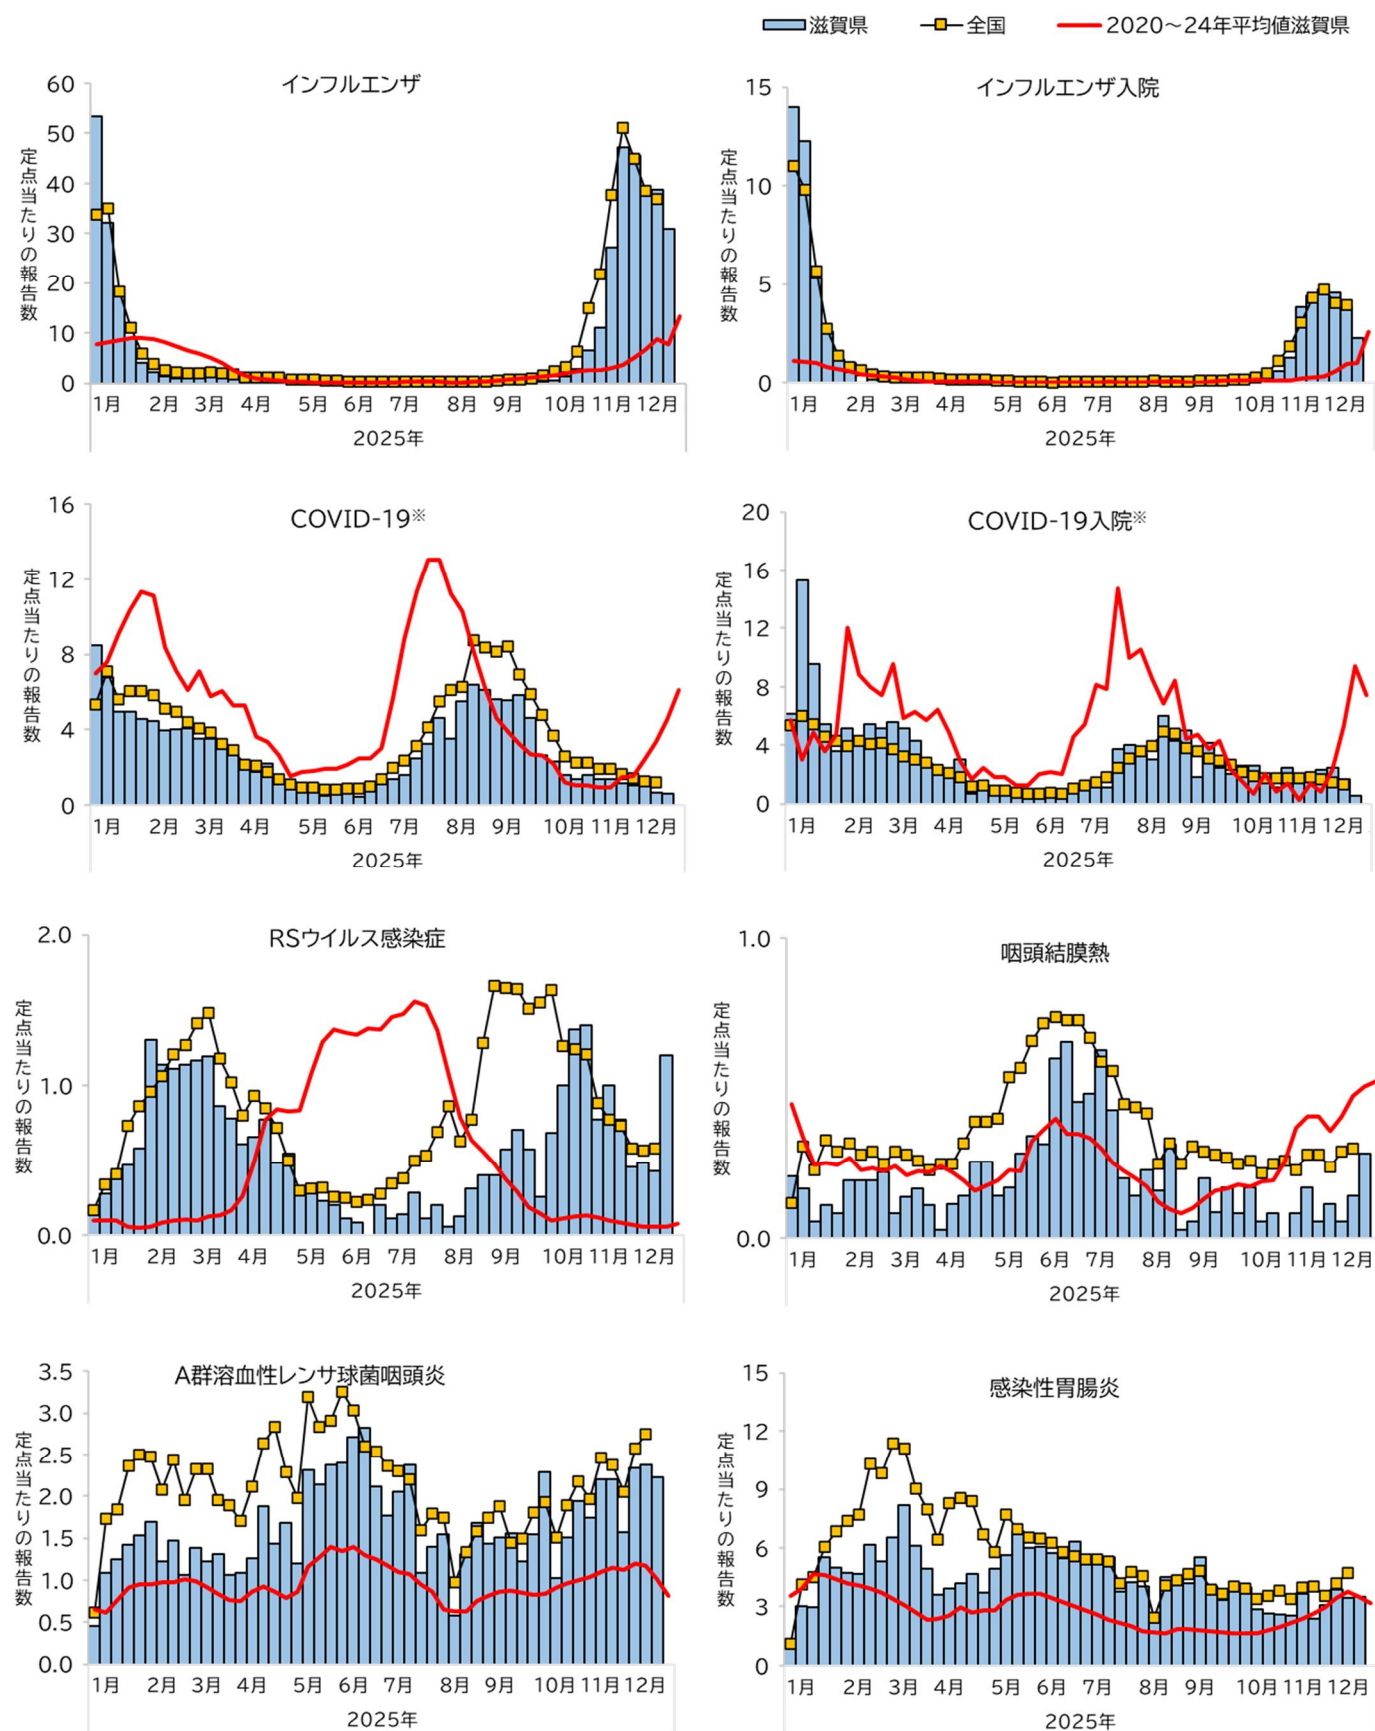 滋賀県 全国 2020～24年平均値滋賀県
インフルエンザ
定点当たりの報告数
60
50
40
30
20
10
0
1月 2月 3月 4月 5月 6月 7月 8月 9月 10月 11月 12月
2025年
インフルエンザ入院
定点当たりの報告数
15
10
5
0
1月 2月 3月 4月 5月 6月 7月 8月 9月 10月 11月 12月
2025年
COVID-19※
定点当たりの報告数
16
12
8
4
0
1月 2月 3月 4月 5月 6月 7月 8月 9月 10月 11月 12月
2025年
COVID-19入院※
定点当たりの報告数
20
16
12
8
4
0
1月 2月 3月 4月 5月 6月 7月 8月 9月 10月 11月 12月
2025年
RSウイルス感染症
定点当たりの報告数
2.0
1.0
0.0
1月 2月 3月 4月 5月 6月 7月 8月 9月 10月 11月 12月
2025年
咽頭結膜熱
定点当たりの報告数
1.0
0.0
1月 2月 3月 4月 5月 6月 7月 8月 9月 10月 11月 12月
2025年
A群溶血性レンサ球菌咽頭炎
定点当たりの報告数
3.5
3.0
2.5
2.0
1.5
1.0
0.5
0.0
1月 2月 3月 4月 5月 6月 7月 8月 9月 10月 11月 12月
2025年
感染性胃腸炎
定点当たりの報告数
15
12
9
6
3
0
1月 2月 3月 4月 5月 6月 7月 8月 9月 10月 11月 12月
2025年